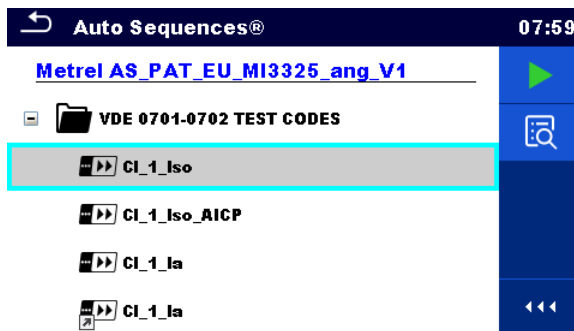 Auto Sequences® 07:59
Metrel AS_PAT_EU_MI3325_ang_V1
VDE 0701-0702 TEST CODES
Cl_1_Iso
Cl_1_Iso_AICP
Cl_1_Ia
Cl_1_Ia